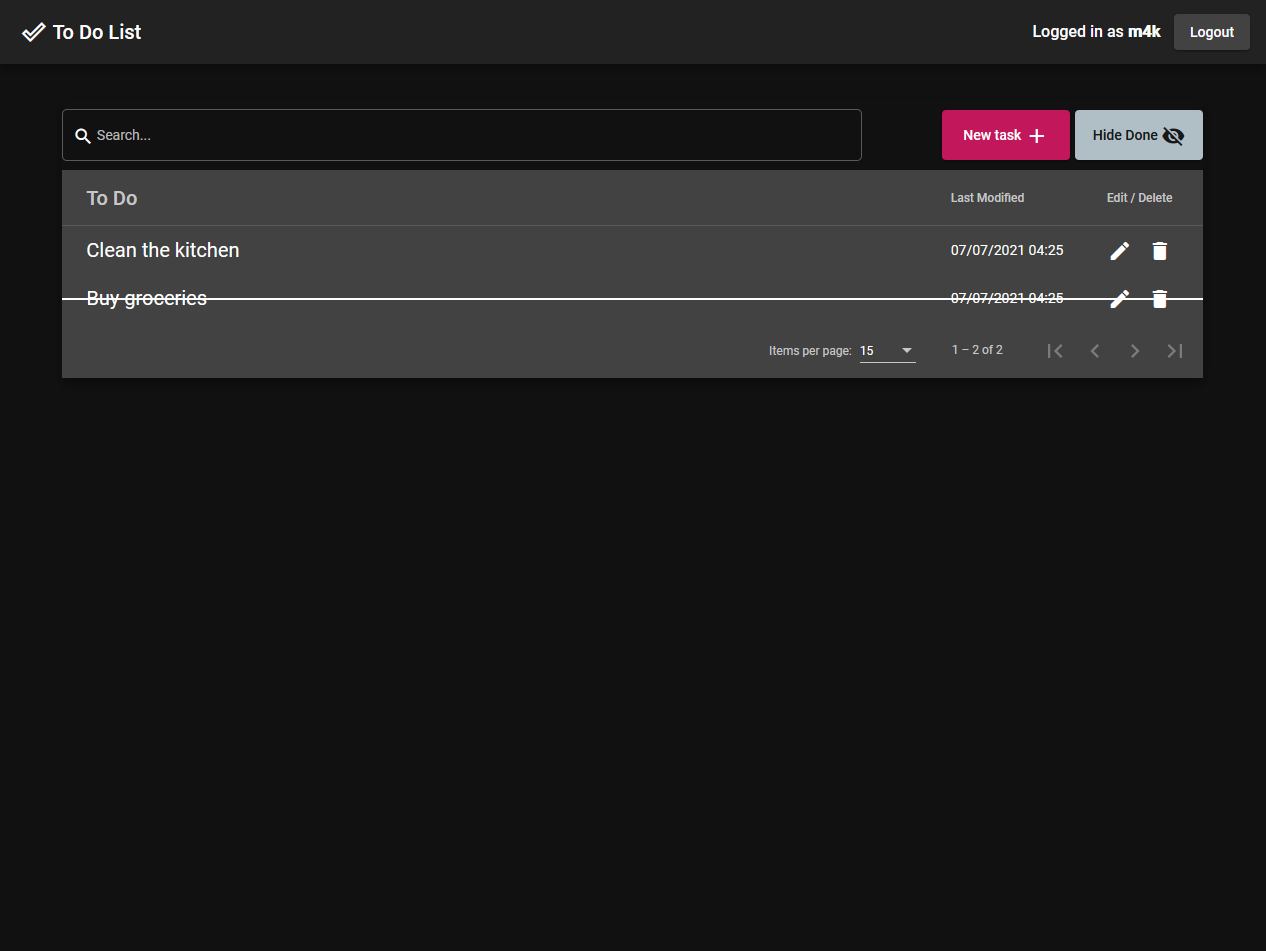 To Do List
Logged in as m4k Logout
Search...
New task Hide Done
To Do Last Modified Edit / Delete
Clean the kitchen 07/07/2021 04:25
Buy groceries 07/07/2021 04:25
Items per page: 15 1 – 2 of 2